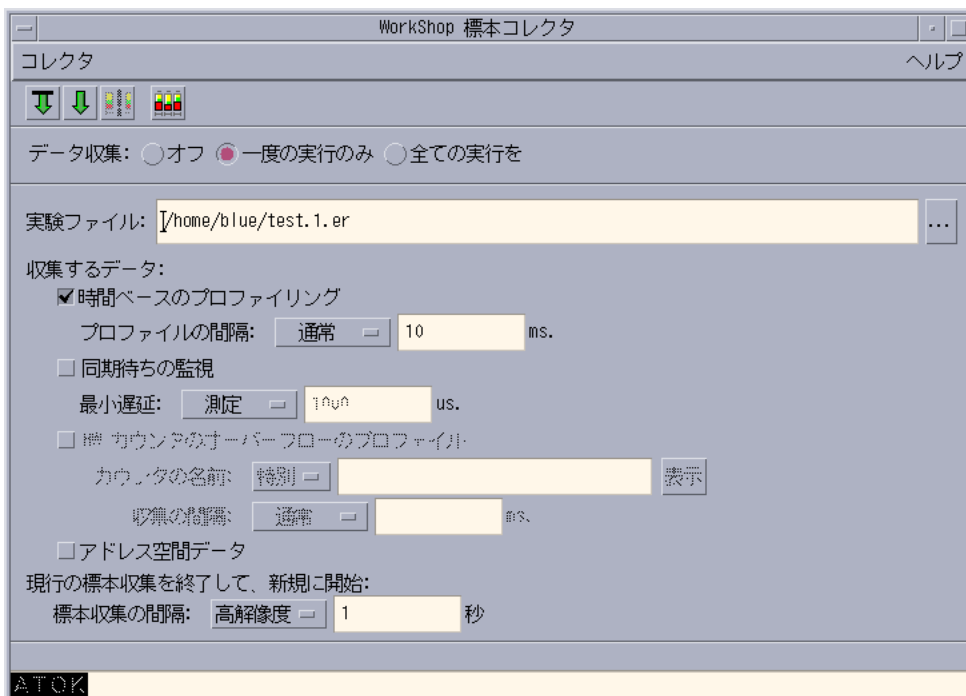 WorkShop 標本コレクタ
コレクタ ヘルプ
データ収集: オフ 一度の実行のみ 全ての実行を
実験ファイル: /home/blue/test.1.er ...
収集するデータ:
時間ベースのプロファイリング
プロファイルの間隔: 通常 10 ms.
同期待ちの監視
最小遅延: 測定 us.
HW カウンタのオーバーフローのプロファイル
カウンタの名前: 特別 表示
収集の間隔: 通常 ms.
アドレス空間データ
現行の標本収集を終了して、新規に開始:
標本収集の間隔: 高解像度 1 秒
ATOK